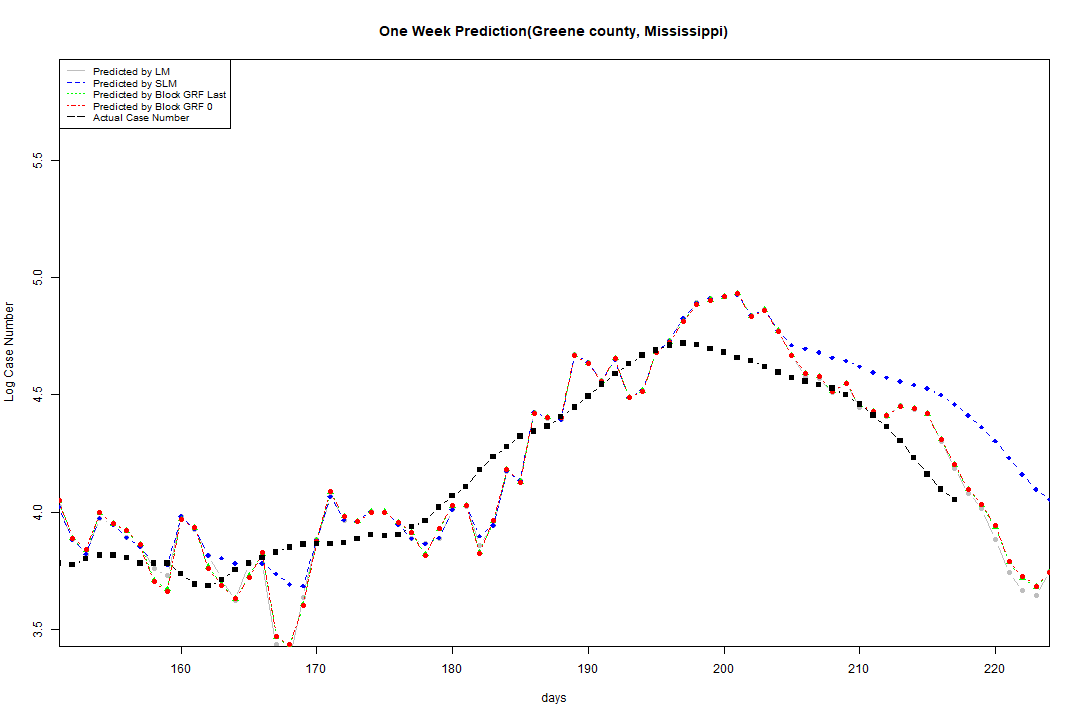 One Week Prediction(Greene county, Mississippi)
Predicted by LM
Predicted by SLM
Predicted by Block GRF Last
Predicted by Block GRF 0
Actual Case Number
5.5
5.0
4.5
4.0
3.5
Log Case Number
160 170 180 190 200 210 220
days